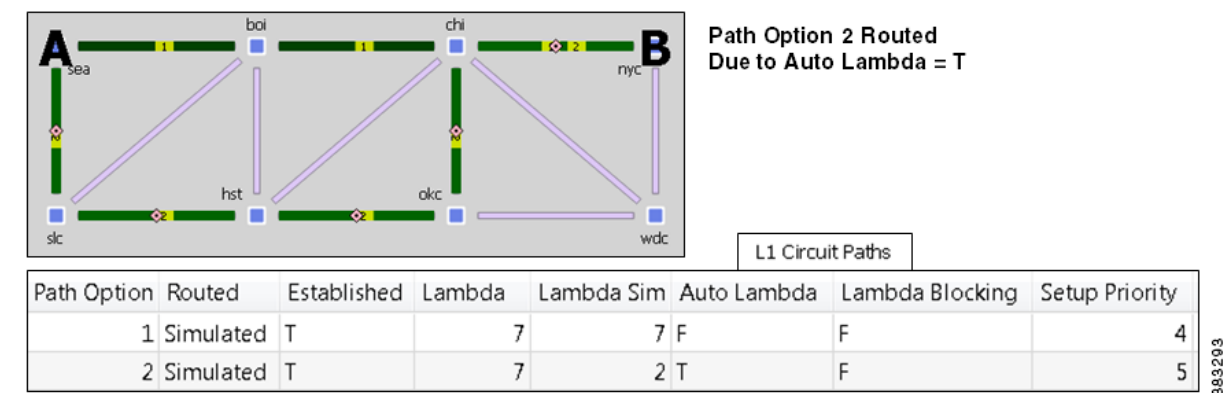 boi
chi
A
1
1
1 2
B
sea
nyc
Path Option 2 Routed
Due to Auto Lambda = T
2
2
hst
okc
2
2
slc
wdc
L1 Circuit Paths
Path Option Routed Established Lambda Lambda Sim Auto Lambda Lambda Blocking Setup Priority
1 Simulated T 7 7 F F 4
2 Simulated T 7 2 T F 5
383293